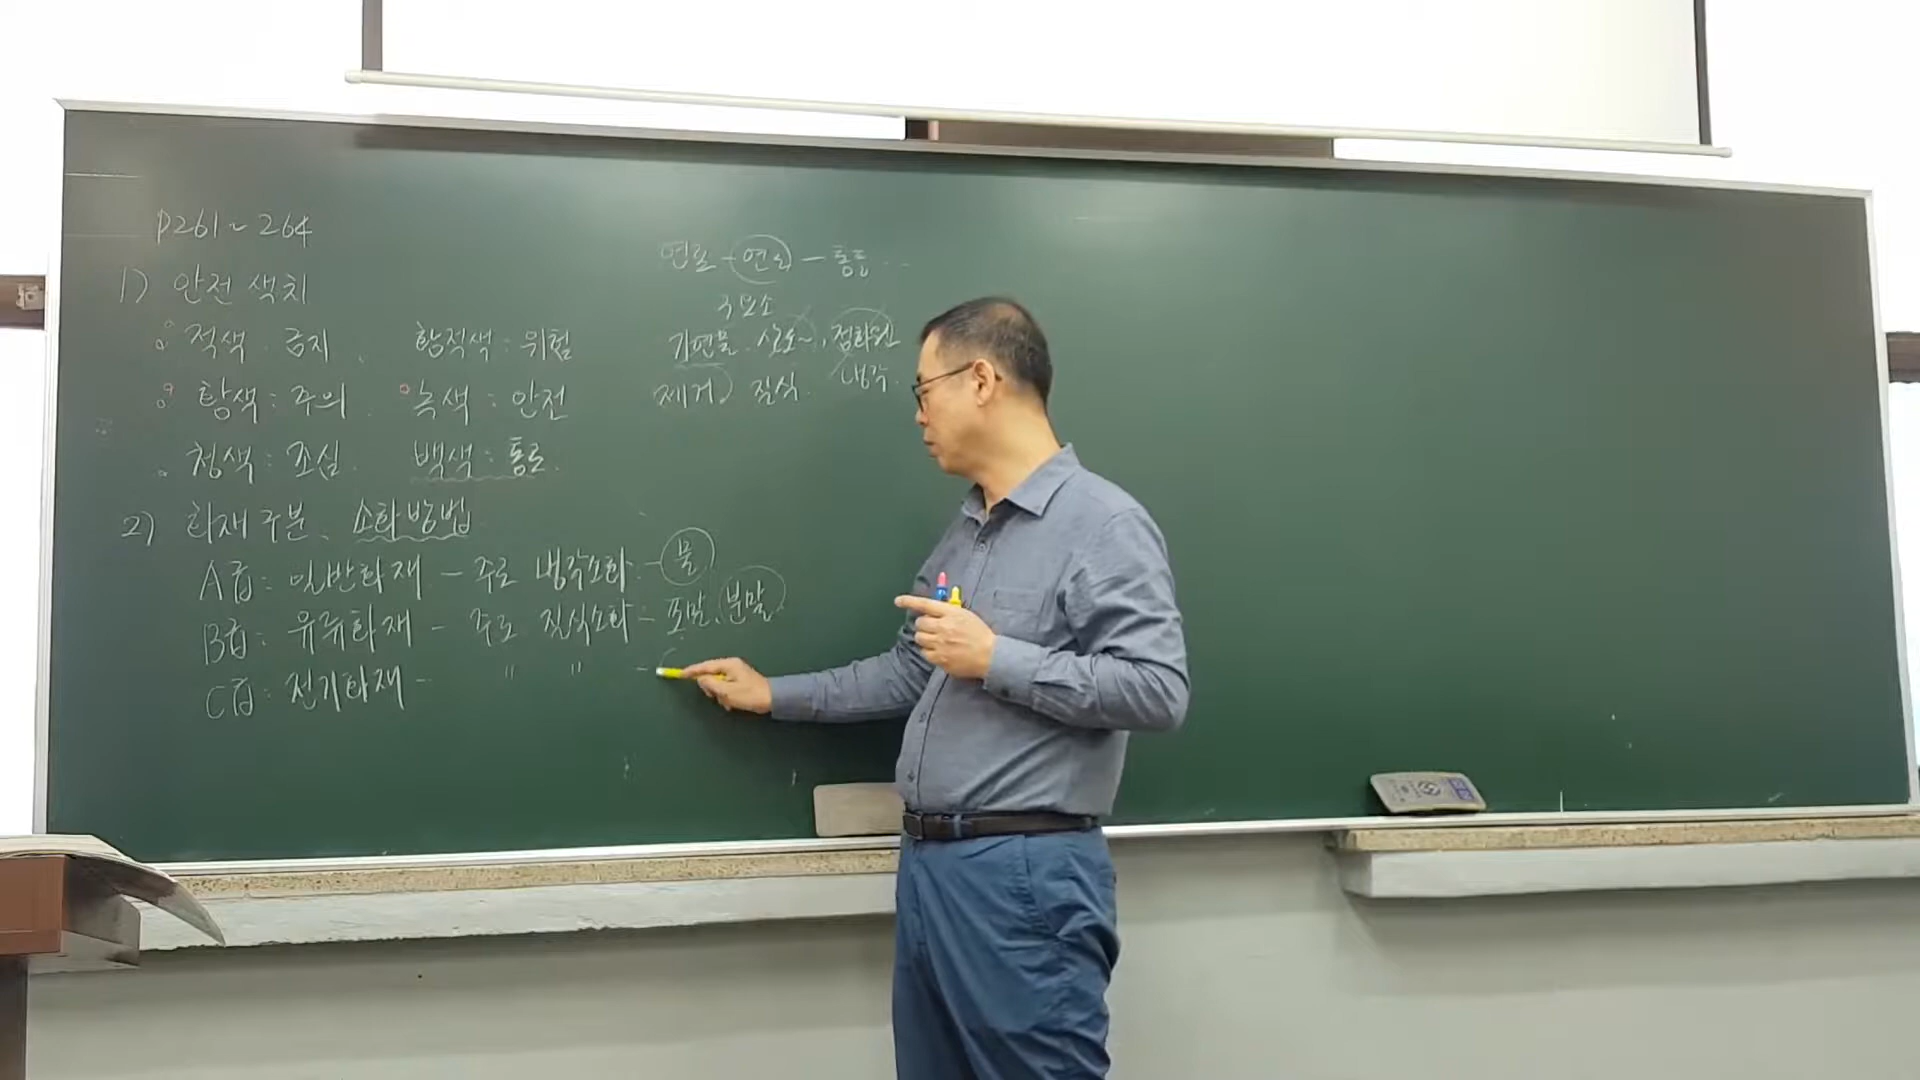 P261~264
1) 안전 색치
적색 : 금지, 황적색 : 위험
황색 : 주의, 녹색 : 안전
청색 : 조심, 백색 : 통로.
2) 화재구분, 소화방법
A급 : 일반화재 - 주로 냉각소화 - 물
B급 : 유류화재 - 주로 질식소화 - 포말, 분말
C급 : 전기화재 - " " -
연료 - 연소 -
3요소
가연물. 산소~, 점화원
제거, 질식. 냉각.